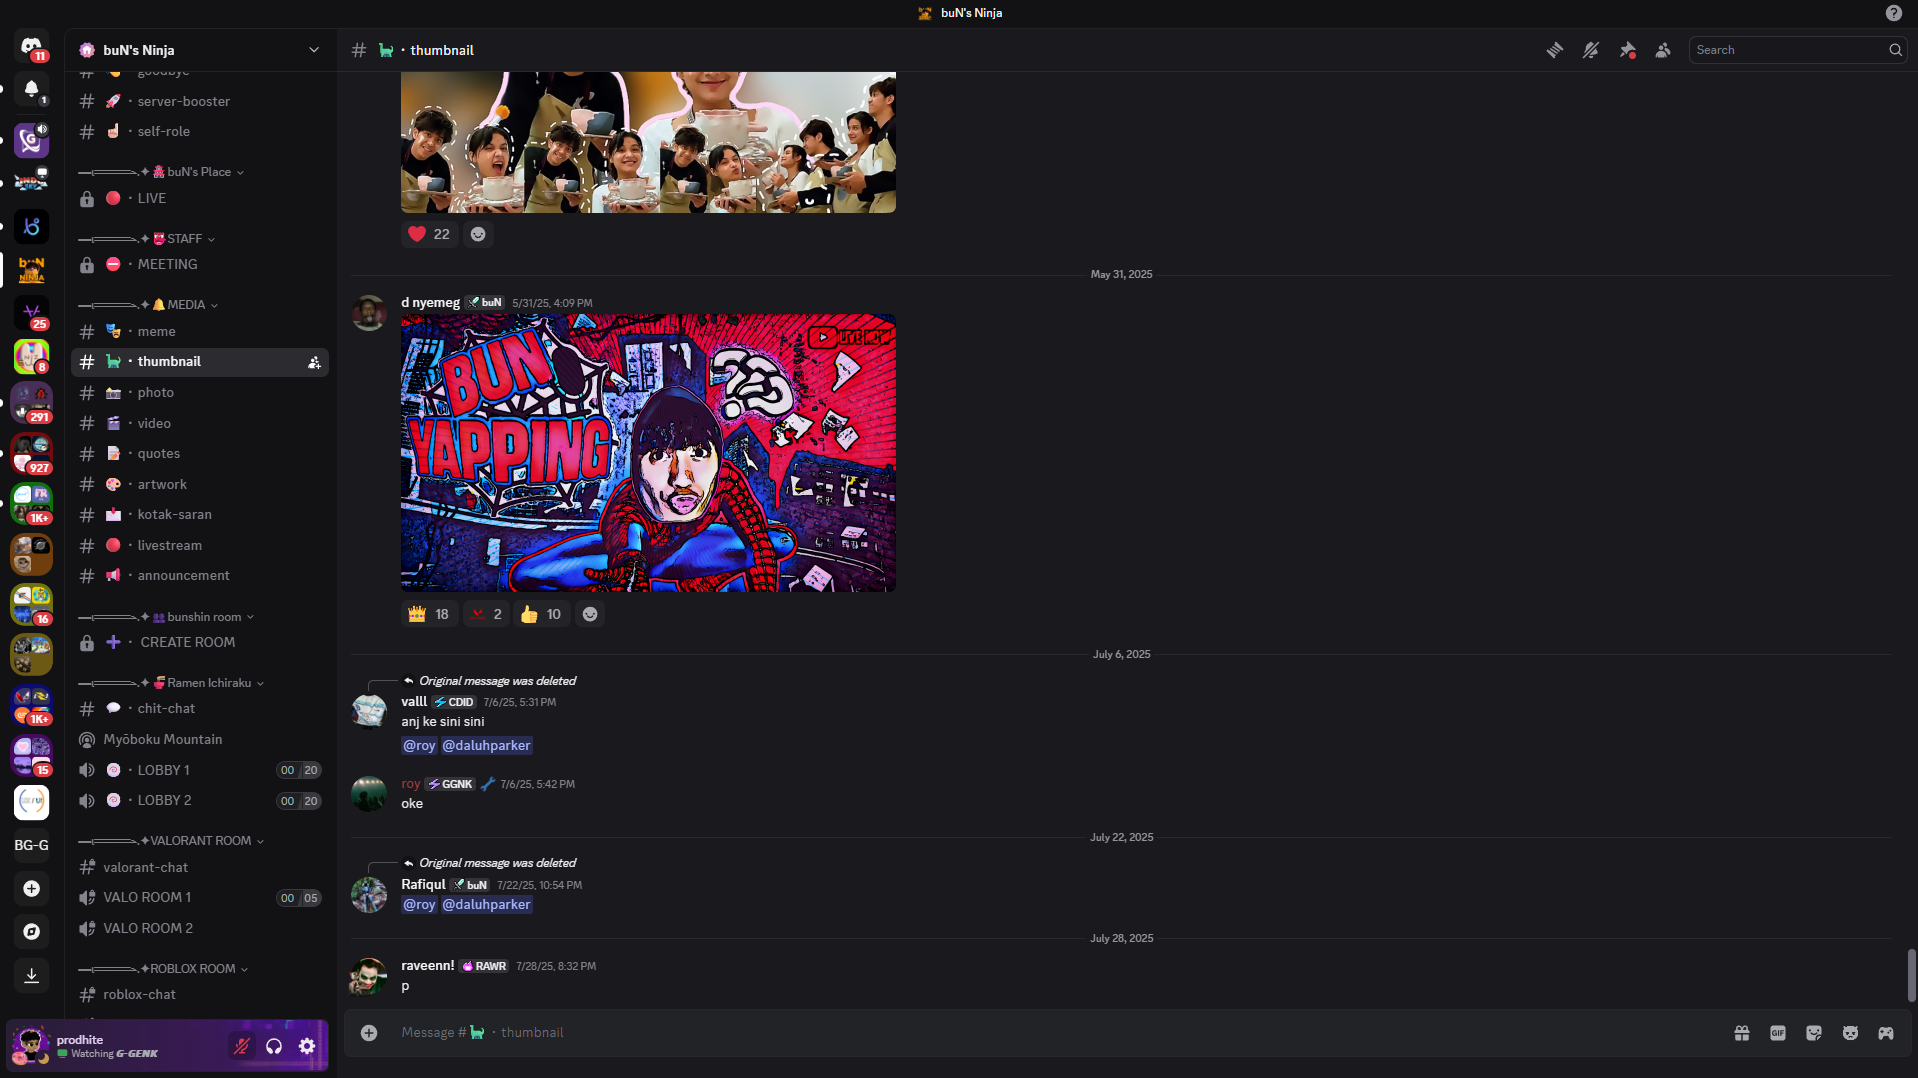 buN's Ninja
11
1
25
8
291
927
1K+
16
1K+
15
BG-G
buN's Ninja
goodbye
server-booster
self-role
buN's Place
LIVE
STAFF
MEETING
MEDIA
meme
thumbnail
photo
video
quotes
artwork
kotak-saran
livestream
announcement
bunshin room
CREATE ROOM
Ramen Ichiraku
chit-chat
Myōboku Mountain
LOBBY 1 00 20
LOBBY 2 00 20
VALORANT ROOM
valorant-chat
VALO ROOM 1 00 05
VALO ROOM 2
ROBLOX ROOM
roblox-chat
prodhite
Watching G-GENK
# · thumbnail
Search
22
May 31, 2025
d nyemeg buN 5/31/25, 4:09 PM
BUN
YAPPING
??
LIVE NOW
18 2 10
July 6, 2025
Original message was deleted
valll CDID 7/6/25, 5:31 PM
anj ke sini sini
@roy @daluhparker
roy GGNK 7/6/25, 5:42 PM
oke
July 22, 2025
Original message was deleted
Rafiqul buN 7/22/25, 10:54 PM
@roy @daluhparker
July 28, 2025
raveenn! RAWR 7/28/25, 8:32 PM
p
Message # · thumbnail
GIF